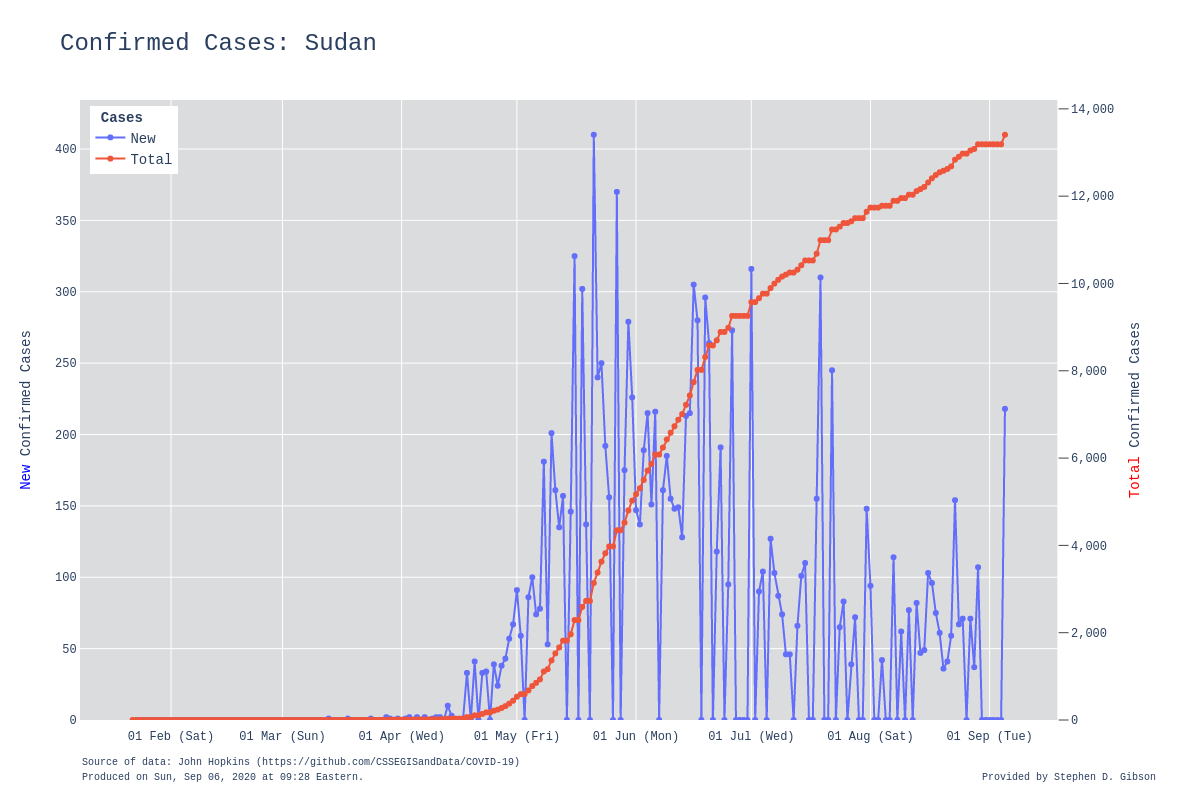 Confirmed Cases: Sudan
Cases
New
Total
400
350
300
250
200
150
100
50
0
14,000
12,000
10,000
8,000
6,000
4,000
2,000
0
New Confirmed Cases
Total Confirmed Cases
01 Feb (Sat)
01 Mar (Sun)
01 Apr (Wed)
01 May (Fri)
01 Jun (Mon)
01 Jul (Wed)
01 Aug (Sat)
01 Sep (Tue)
Source of data: John Hopkins (https://github.com/CSSEGISandData/COVID-19)
Produced on Sun, Sep 06, 2020 at 09:28 Eastern.
Provided by Stephen D. Gibson